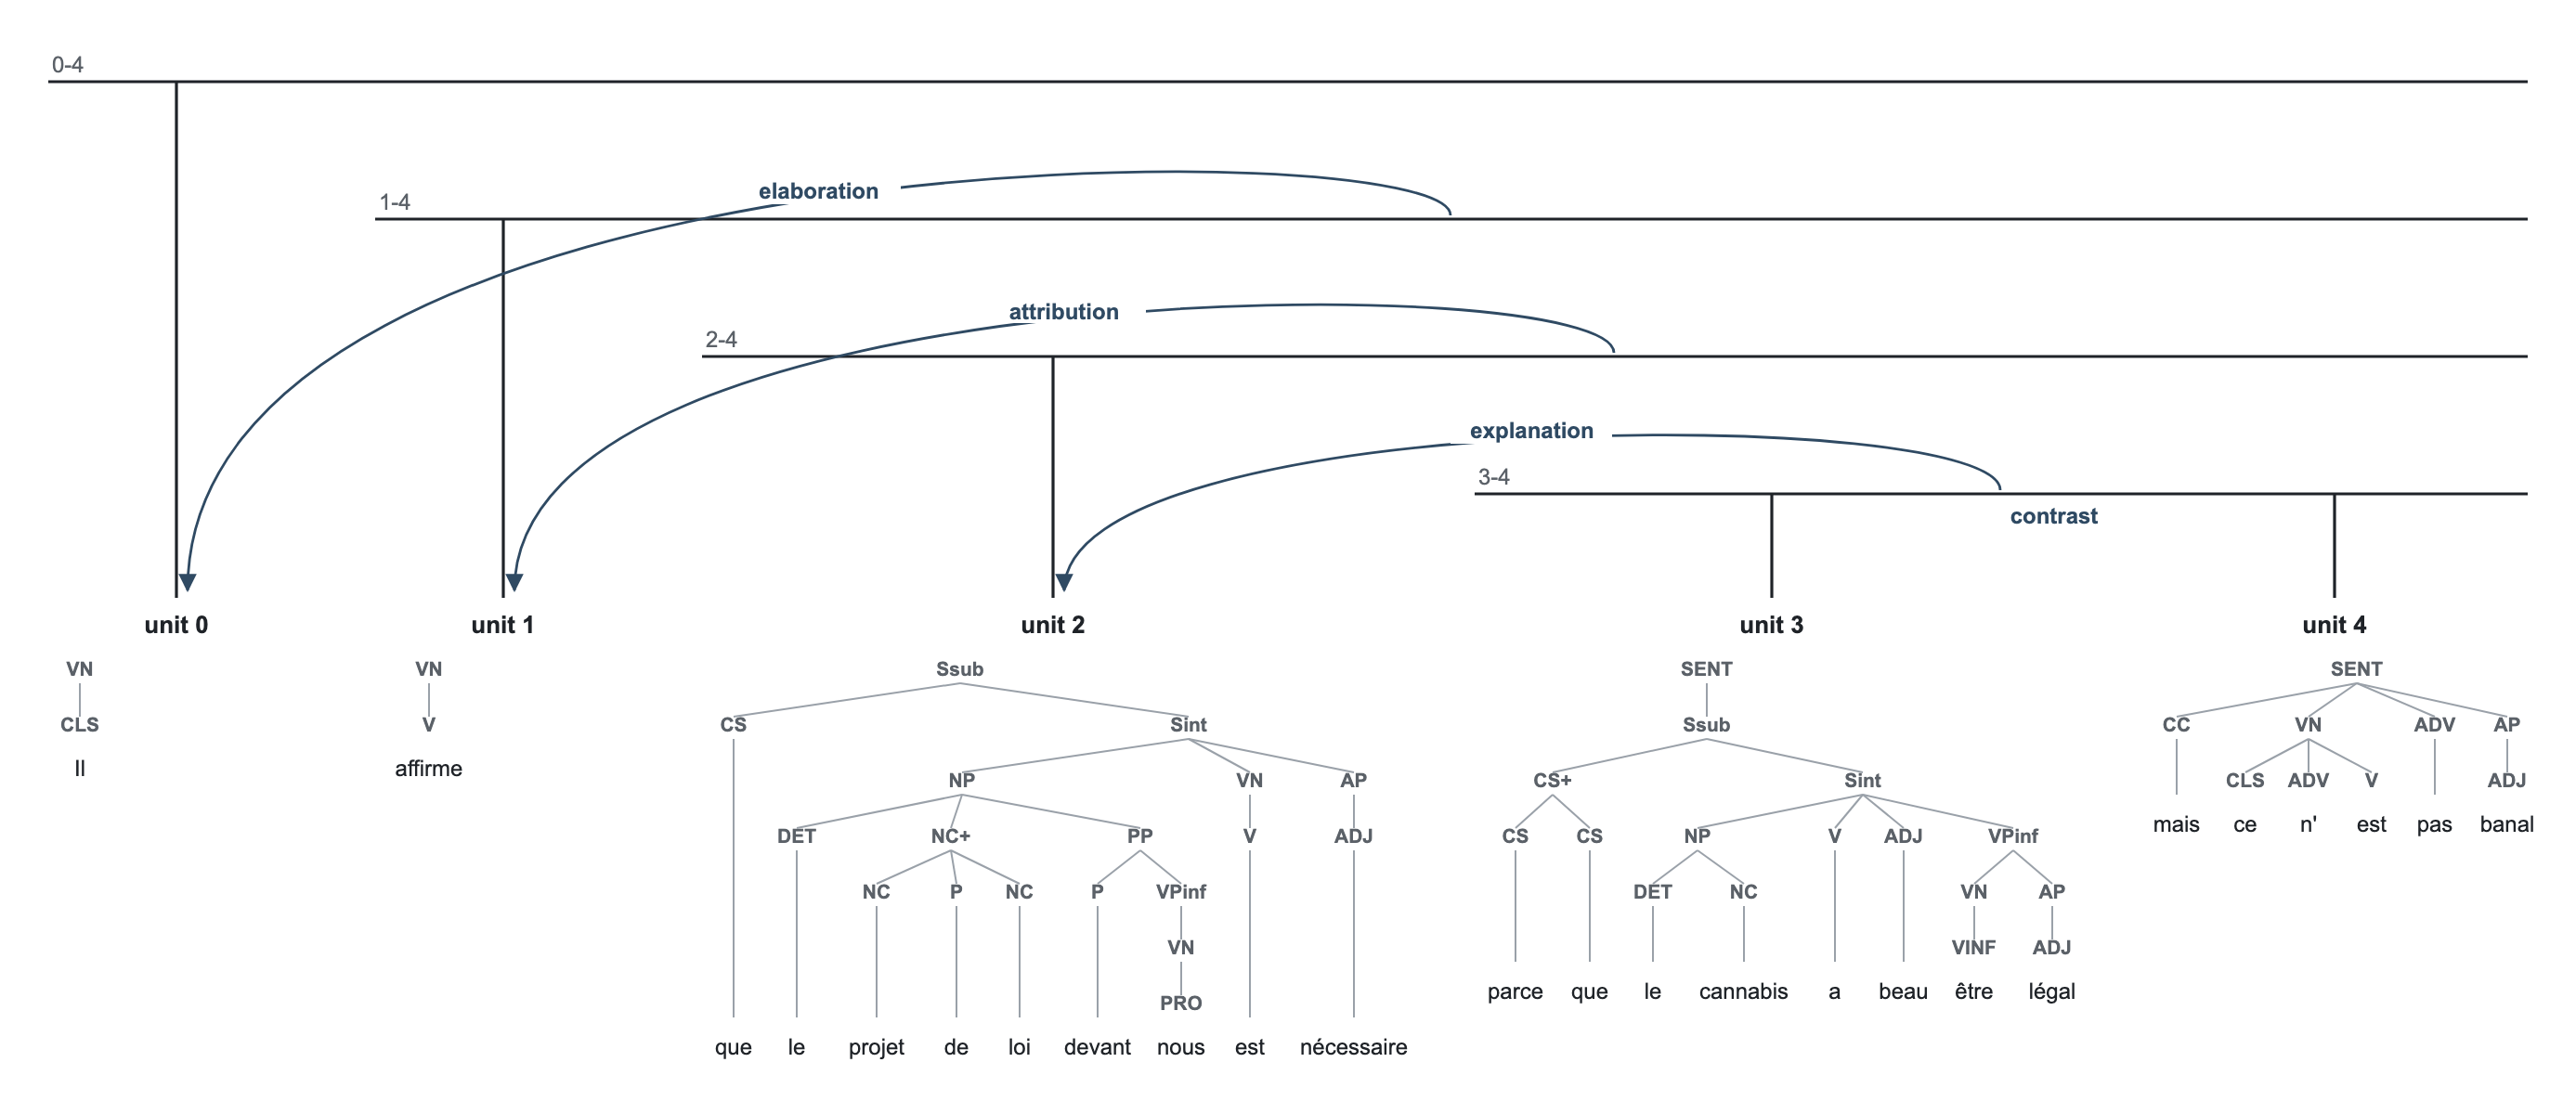 0-4
elaboration
1-4
attribution
2-4
explanation
3-4
contrast
unit 0 unit 1 unit 2 unit 3 unit 4
VN VN Ssub SENT SENT
CLS V CS Sint Ssub CC VN ADV AP
Il affirme
NP VN AP CS+ Sint CLS ADV V ADJ
mais ce n' est pas banal
DET NC+ PP V ADJ CS CS NP V ADJ VPinf
NC P NC P VPinf DET NC VN AP
VN VINF ADJ
parce que le cannabis a beau être légal
PRO
que le projet de loi devant nous est nécessaire